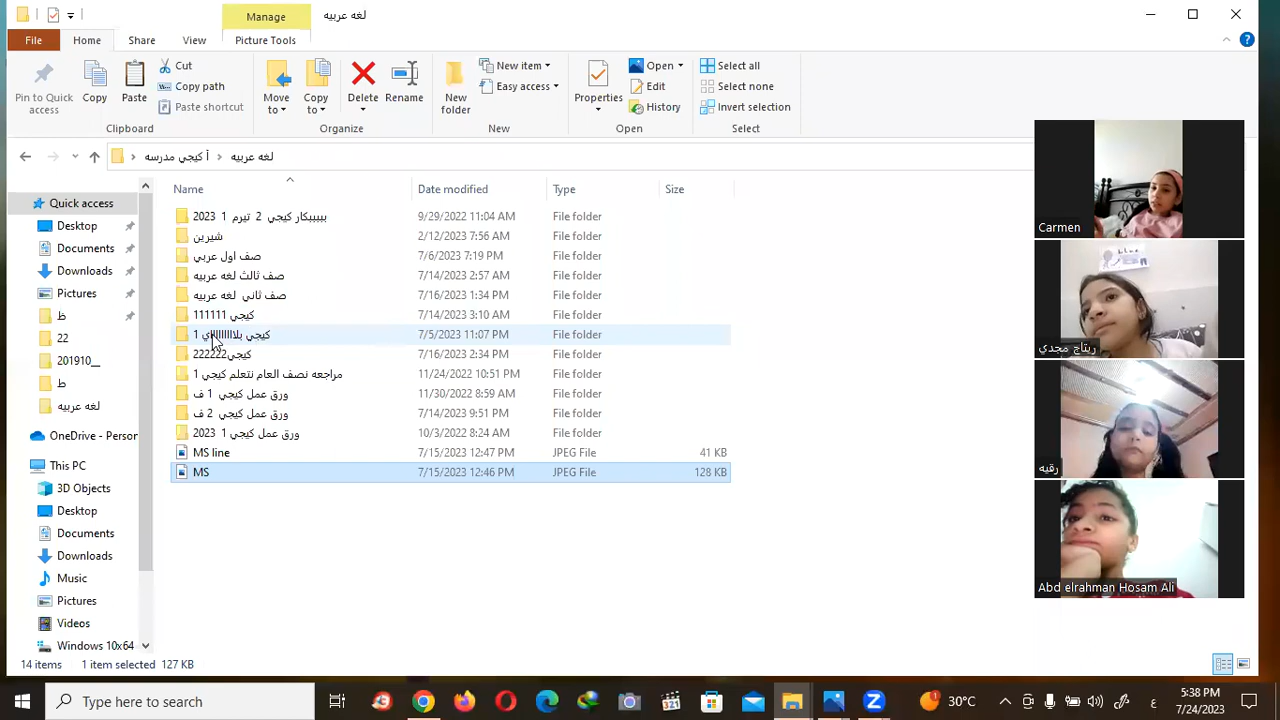 Manage
لغه عربيه
File
Home
Share
View
Picture Tools
Pin to Quick access
Copy
Paste
Cut
Copy path
Paste shortcut
Clipboard
Move to
Copy to
Delete
Rename
Organize
New folder
New item
Easy access
New
Properties
Open
Edit
History
Open
Select all
Select none
Invert selection
Select
أ كيجي مدرسه
لغه عربيه
Name
Date modified
Type
Size
بيبيبكار كيجي 2 تيرم 1 2023 9/29/2022 11:04 AM File folder
شيرين 2/12/2023 7:56 AM File folder
صف اول عربي 7/6/2023 7:19 PM File folder
صف ثالث لغه عربيه 7/14/2023 2:57 AM File folder
صف ثاني لغه عربيه 7/16/2023 1:34 PM File folder
كيجي 111111 7/14/2023 3:10 AM File folder
7/5/2023 11:07 PM File folder
كيجي222222 7/16/2023 2:34 PM File folder
مراجعه نصف العام نتعلم كيجي 1 11/24/2022 10:51 PM File folder
ورق عمل كيجي 1 ف 11/30/2022 8:59 AM File folder
ورق عمل كيجي 2 ف 7/14/2023 9:51 PM File folder
ورق عمل كيجي 1 2023 10/3/2022 8:24 AM File folder
MS line 7/15/2023 12:47 PM JPEG File 41 KB
MS 7/15/2023 12:46 PM JPEG File 128 KB
Quick access
Desktop
Documents
Downloads
Pictures
ظ
22
201910__
ط
لغه عربيه
OneDrive - Person
This PC
3D Objects
Desktop
Documents
Downloads
Music
Pictures
Videos
Windows 10x64
14 items 1 item selected 127 KB
Carmen
ريتاج مجدي
رقيه
Abd elrahman Hosam Ali
Type here to search
30°C
ع
5:38 PM
7/24/2023